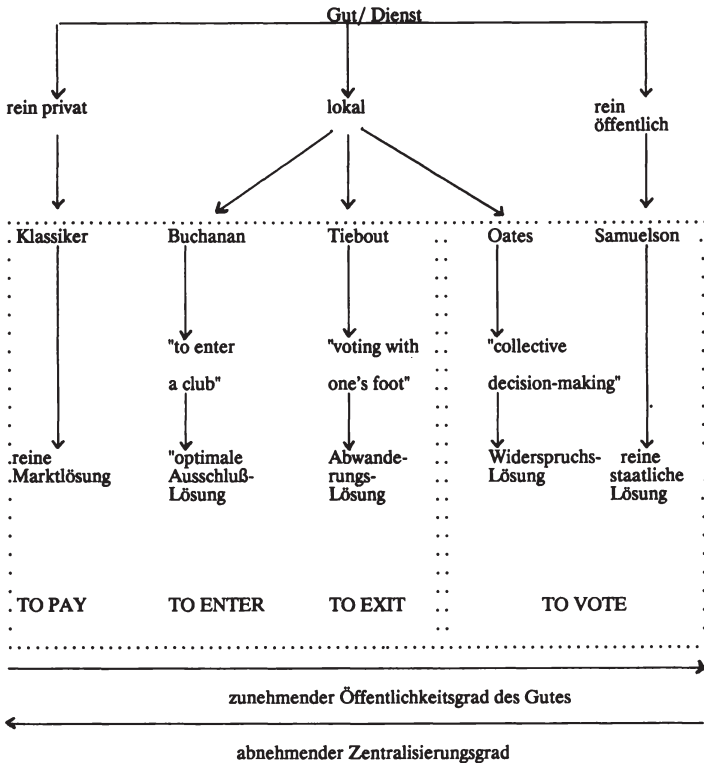 Gut/ Dienst
rein privat
lokal
rein
öffentlich
Klassiker
Buchanan
Tiebout
Oates
Samuelson
"to enter
a club"
"voting with
one's foot"
"collective
decision-making"
reine
Marktlösung
"optimale
Ausschluß-
Lösung
Abwande-
rungs-
Lösung
Widerspruchs-
Lösung
reine
staatliche
Lösung
TO PAY
TO ENTER
TO EXIT
TO VOTE
zunehmender Öffentlichkeitsgrad des Gutes
abnehmender Zentralisierungsgrad